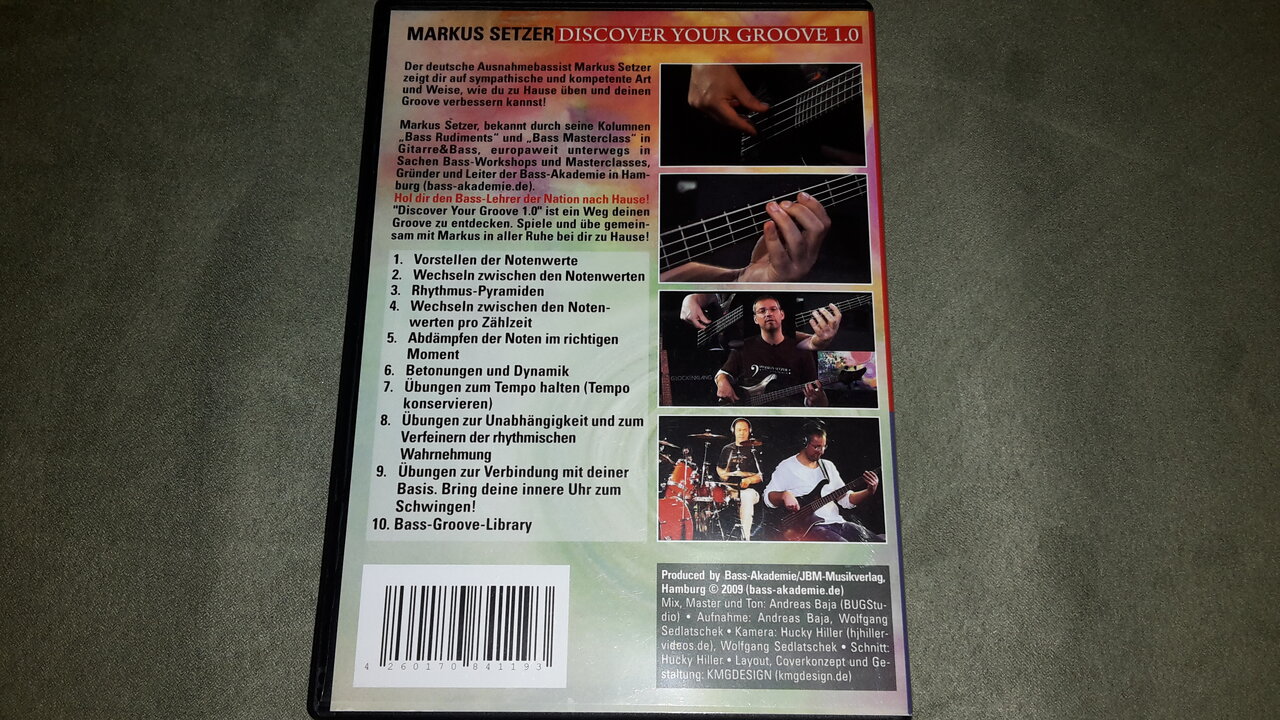 MARKUS SETZER DISCOVER YOUR GROOVE 1.0
Der deutsche Ausnahmebassist Markus Setzer
zeigt dir auf sympathische und kompetente Art
und Weise, wie du zu Hause üben und deinen
Groove verbessern kannst!
Markus Setzer, bekannt durch seine Kolumnen
„Bass Rudiments“ und „Bass Masterclass“ in
Gitarre&Bass, europaweit unterwegs in
Sachen Bass-Workshops und Masterclasses,
Gründer und Leiter der Bass-Akademie in Ham-
burg (bass-akademie.de).
Hol dir den Bass-Lehrer der Nation nach Hause!
"Discover Your Groove 1.0" ist ein Weg deinen
Groove zu entdecken. Spiele und übe gemein-
sam mit Markus in aller Ruhe bei dir zu Hause!
1. Vorstellen der Notenwerte
2. Wechseln zwischen den Notenwerten
3. Rhythmus-Pyramiden
4. Wechseln zwischen den Noten-
werten pro Zählzeit
5. Abdämpfen der Noten im richtigen
Moment
6. Betonungen und Dynamik
7. Übungen zum Tempo halten (Tempo
konservieren)
8. Übungen zur Unabhängigkeit und zum
Verfeinern der rhythmischen
Wahrnehmung
9. Übungen zur Verbindung mit deiner
Basis. Bring deine innere Uhr zum
Schwingen!
10. Bass-Groove-Library
4 260170 841193
Produced by Bass-Akademie/JBM-Musikverlag,
Hamburg © 2009 (bass-akademie.de)
Mix, Master und Ton: Andreas Baja (BUGStu-
dio) • Aufnahme: Andreas Baja, Wolfgang
Sedlatschek • Kamera: Hucky Hiller (hjhiller-
videos.de), Wolfgang Sedlatschek • Schnitt:
Hucky Hiller • Layout, Coverkonzept und Ge-
staltung: KMGDESIGN (kmgdesign.de)